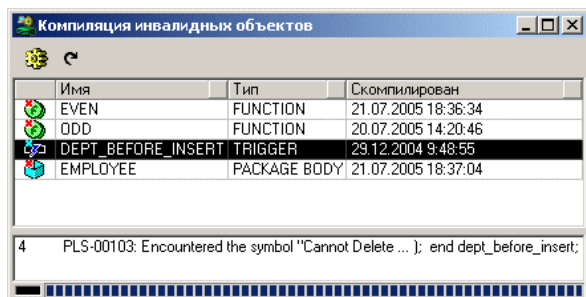 Компиляция инвалидных объектов
Имя Тип Скомпилирован
EVEN FUNCTION 21.07.2005 18:36:34
ODD FUNCTION 20.07.2005 14:20:46
DEPT_BEFORE_INSERT TRIGGER 29.12.2004 9:48:55
EMPLOYEE PACKAGE BODY 21.07.2005 18:37:04
4 PLS-00103: Encountered the symbol "Cannot Delete ... ); end dept_before_insert;